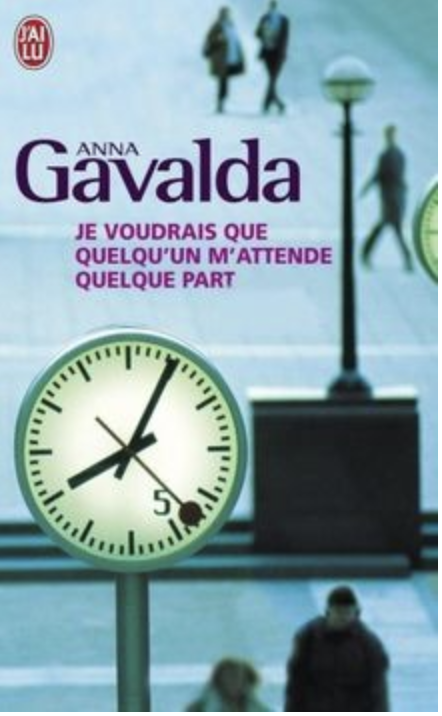 J'AI
LU
ANNA
Gavalda
JE VOUDRAIS QUE
QUELQU'UN M'ATTENDE
QUELQUE PART
5